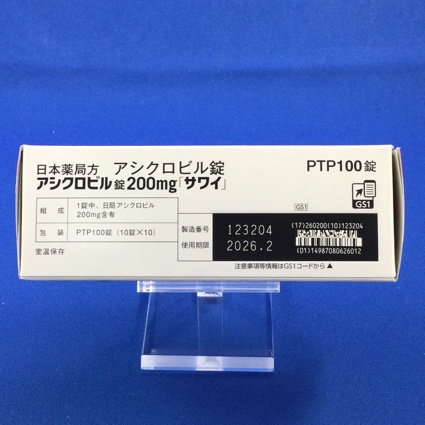 日本薬局方 アシクロビル錠
アシクロビル錠200mg「サワイ」
PTP100錠
GS1
組成 1錠中、日局アシクロビル
200mg含有
包装 PTP100錠(10錠×10)
室温保存
製造番号 123204
使用期限 2026.2
GS1
(17)260200(10)123204
(01)14987080626012
注意事項等情報はGS1コードから▲